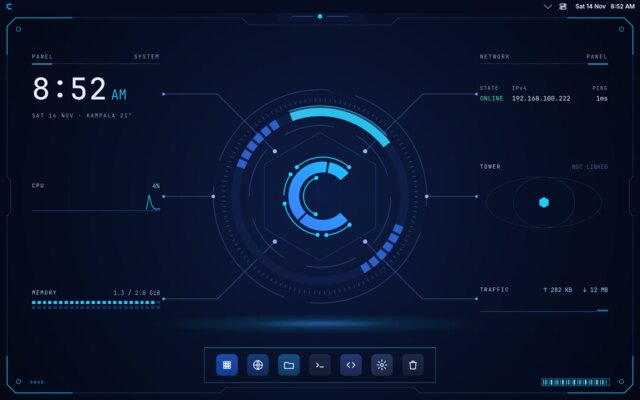 Sat 14 Nov 8:52 AM
PANEL SYSTEM
8:52 AM
SAT 14 NOV · KAMPALA 21°
CPU 4%
MEMORY 1.3 / 2.0 GiB
NETWORK PANEL
STATE IPv4 PING
ONLINE 192.168.100.222 1ms
TOWER NOT LINKED
TRAFFIC ↑ 282 KB ↓ 12 MB
>>>>